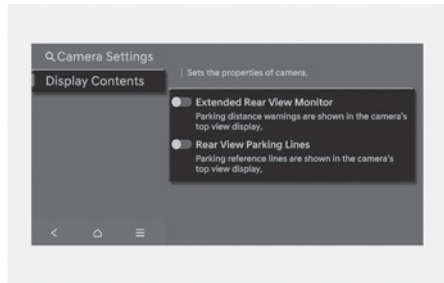 Camera Settings
Display Contents
Sets the properties of camera.
Extended Rear View Monitor
Parking distance warnings are shown in the camera's
top view display.
Rear View Parking Lines
Parking reference lines are shown in the camera's
top view display.